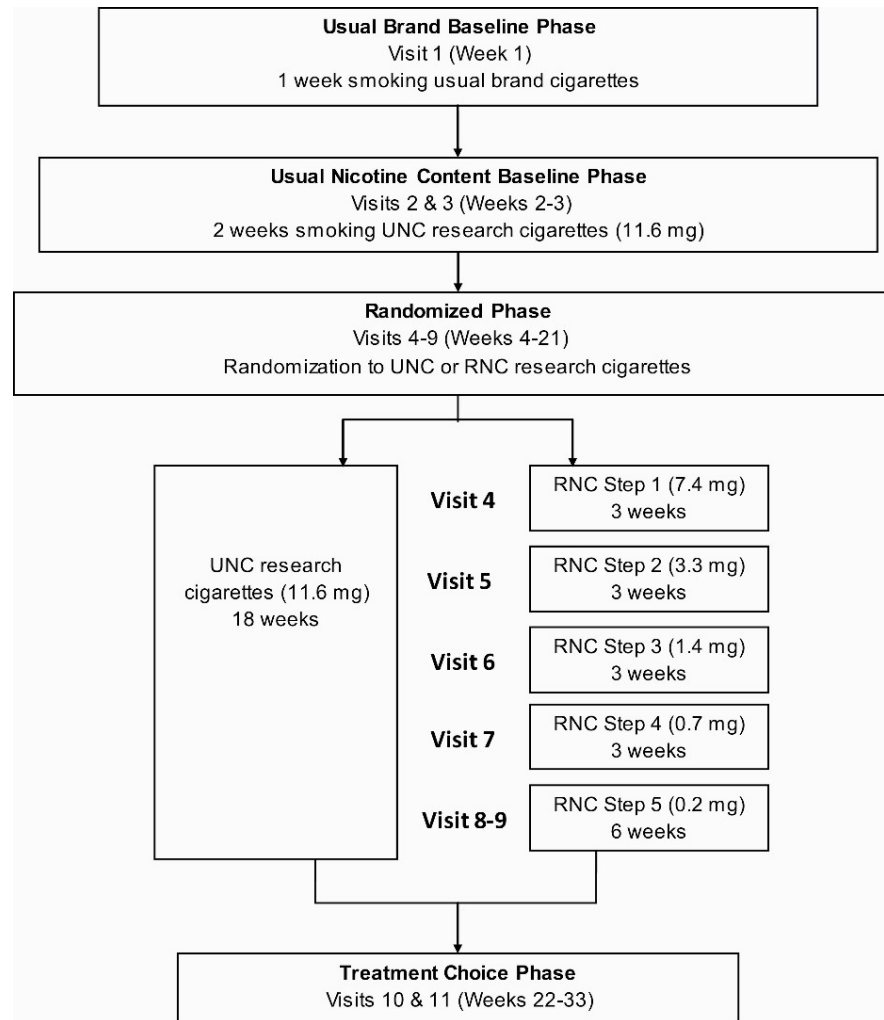 Usual Brand Baseline Phase
Visit 1 (Week 1)
1 week smoking usual brand cigarettes
Usual Nicotine Content Baseline Phase
Visits 2 & 3 (Weeks 2-3)
2 weeks smoking UNC research cigarettes (11.6 mg)
Randomized Phase
Visits 4-9 (Weeks 4-21)
Randomization to UNC or RNC research cigarettes
UNC research
cigarettes (11.6 mg)
18 weeks
Visit 4
RNC Step 1 (7.4 mg)
3 weeks
Visit 5
RNC Step 2 (3.3 mg)
3 weeks
Visit 6
RNC Step 3 (1.4 mg)
3 weeks
Visit 7
RNC Step 4 (0.7 mg)
3 weeks
Visit 8-9
RNC Step 5 (0.2 mg)
6 weeks
Treatment Choice Phase
Visits 10 & 11 (Weeks 22-33)